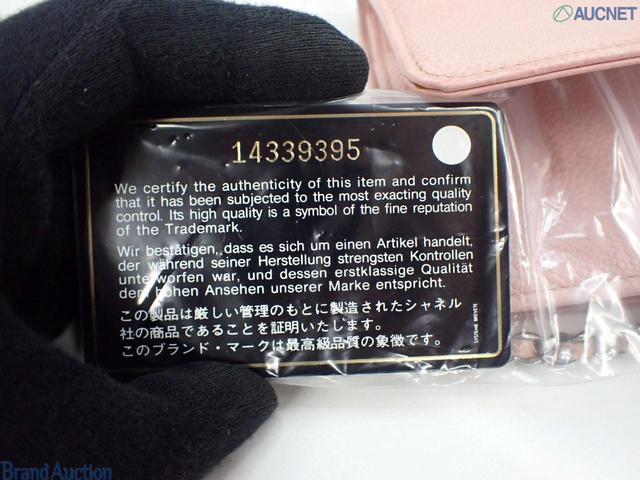 AUCNET
14339395
We certify the authenticity of this item and confirm
that it has been subjected to the most exacting quality
control. Its high quality is a symbol of the fine reputation
of the Trademark.
Wir bestätigen, dass es sich um einen Artikel handelt,
der während seiner Herstellung strengsten Kontrollen
unterworfen war, und dessen erstklassige Qualität
dem hohen Ansehen unserer Marke entspricht.
この製品は厳しい管理のもとに製造されたシャネル
社の商品であることを証明いたします。
このブランド・マークは最高級品質の象徴です。
SYSTEME BREVETE
Brand Auction